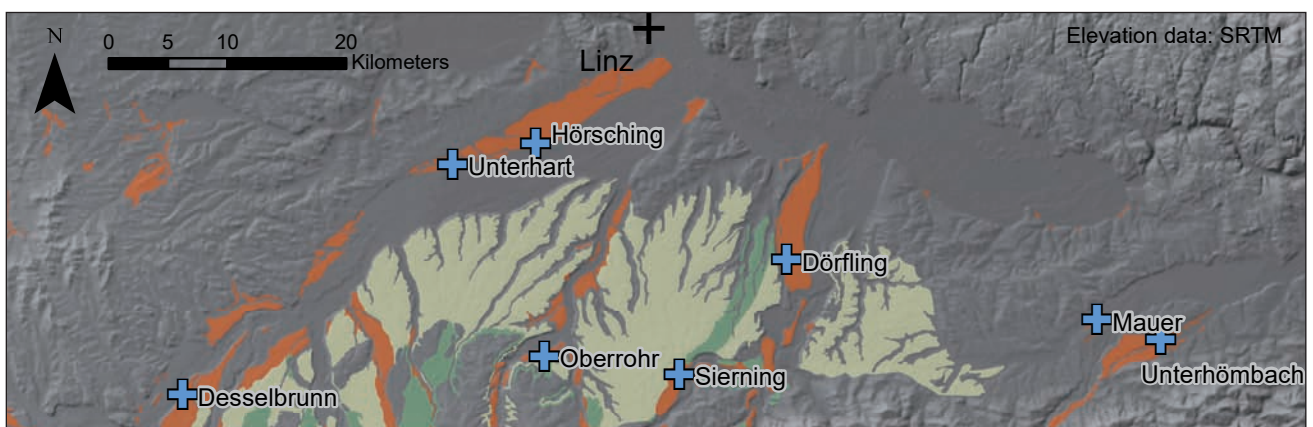 N
0 5 10 20
Kilometers
Linz
Elevation data: SRTM
Hörsching
Unterhart
Dörfling
Mauer
Oberrohr
Sierning
Unterhömbach
Desselbrunn